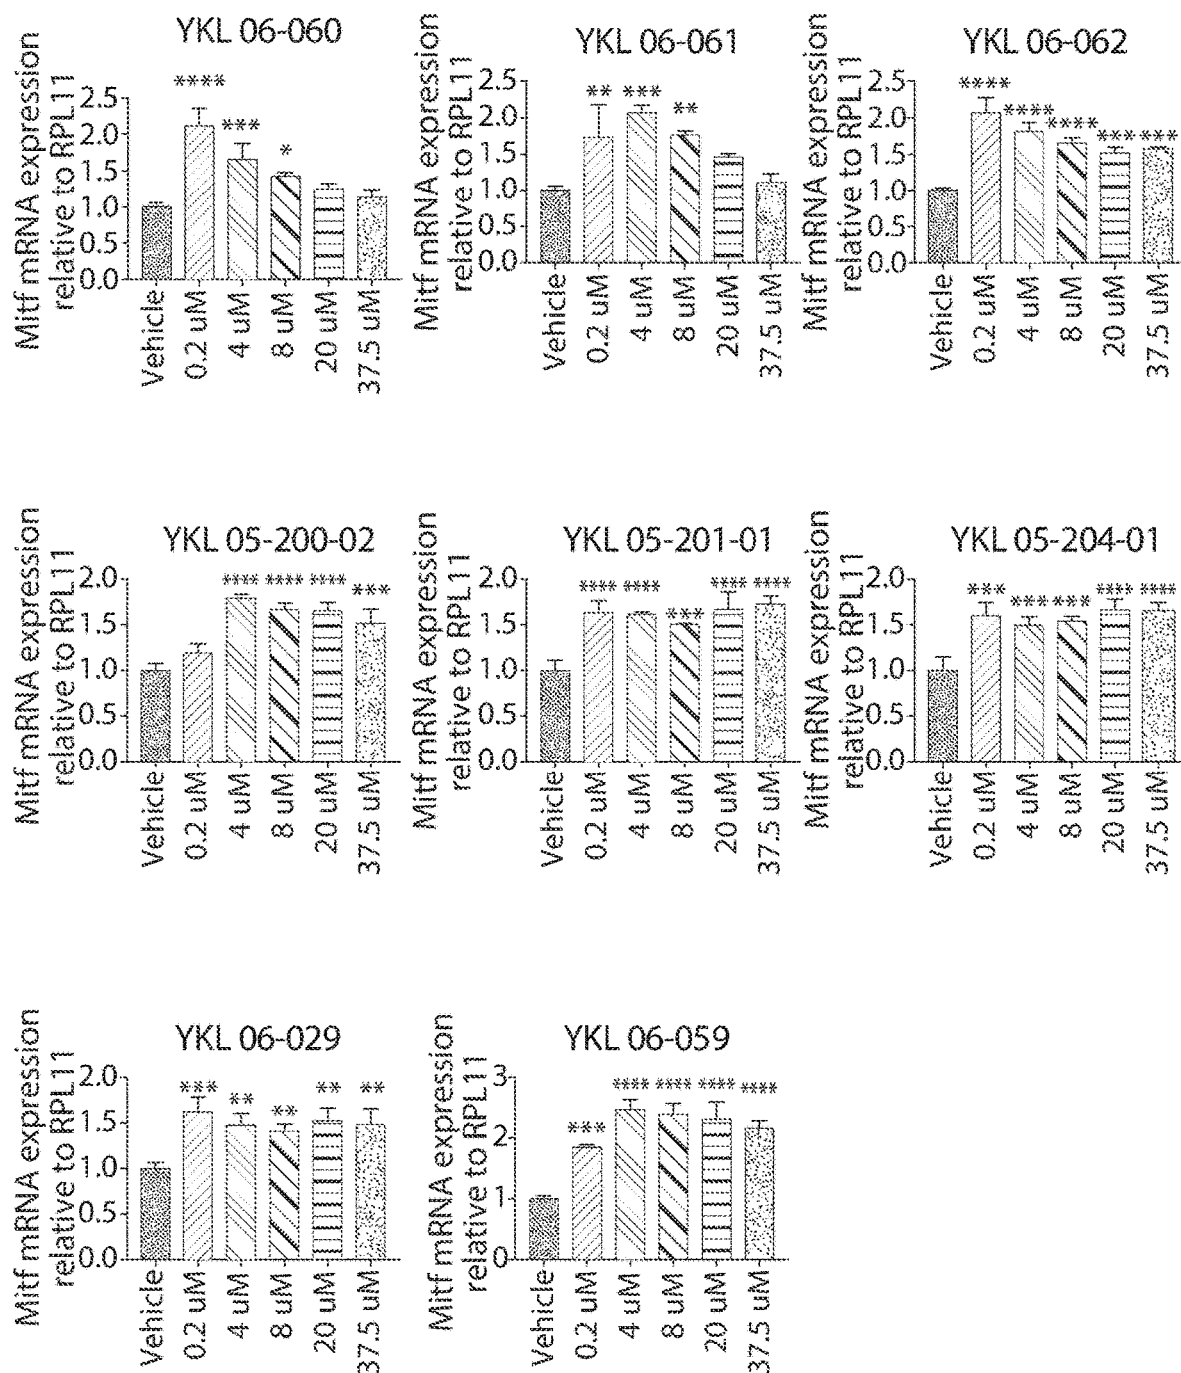 YKL 06-060
Mitf mRNA expression
relative to RPL11
2.5
2.0
1.5
1.0
0.5
0.0
****
***
*
Vehicle
0.2 uM
4 uM
8 uM
20 uM
37.5 uM
YKL 06-061
Mitf mRNA expression
relative to RPL11
2.5
2.0
1.5
1.0
0.5
0.0
**
***
**
Vehicle
0.2 uM
4 uM
8 uM
20 uM
37.5 uM
YKL 06-062
Mitf mRNA expression
relative to RPL11
2.5
2.0
1.5
1.0
0.5
0.0
****
****
****
***
***
Vehicle
0.2 uM
4 uM
8 uM
20 uM
37.5 uM
YKL 05-200-02
Mitf mRNA expression
relative to RPL11
2.0
1.5
1.0
0.5
0.0
****
****
****
***
Vehicle
0.2 uM
4 uM
8 uM
20 uM
37.5 uM
YKL 05-201-01
Mitf mRNA expression
relative to RPL11
2.0
1.5
1.0
0.5
0.0
****
****
***
****
****
Vehicle
0.2 uM
4 uM
8 uM
20 uM
37.5 uM
YKL 05-204-01
Mitf mRNA expression
relative to RPL11
2.0
1.5
1.0
0.5
0.0
***
***
***
****
****
Vehicle
0.2 uM
4 uM
8 uM
20 uM
37.5 uM
YKL 06-029
Mitf mRNA expression
relative to RPL11
2.0
1.5
1.0
0.5
0.0
***
**
**
**
**
Vehicle
0.2 uM
4 uM
8 uM
20 uM
37.5 uM
YKL 06-059
Mitf mRNA expression
relative to RPL11
3
2
1
0
***
****
****
****
****
Vehicle
0.2 uM
4 uM
8 uM
20 uM
37.5 uM